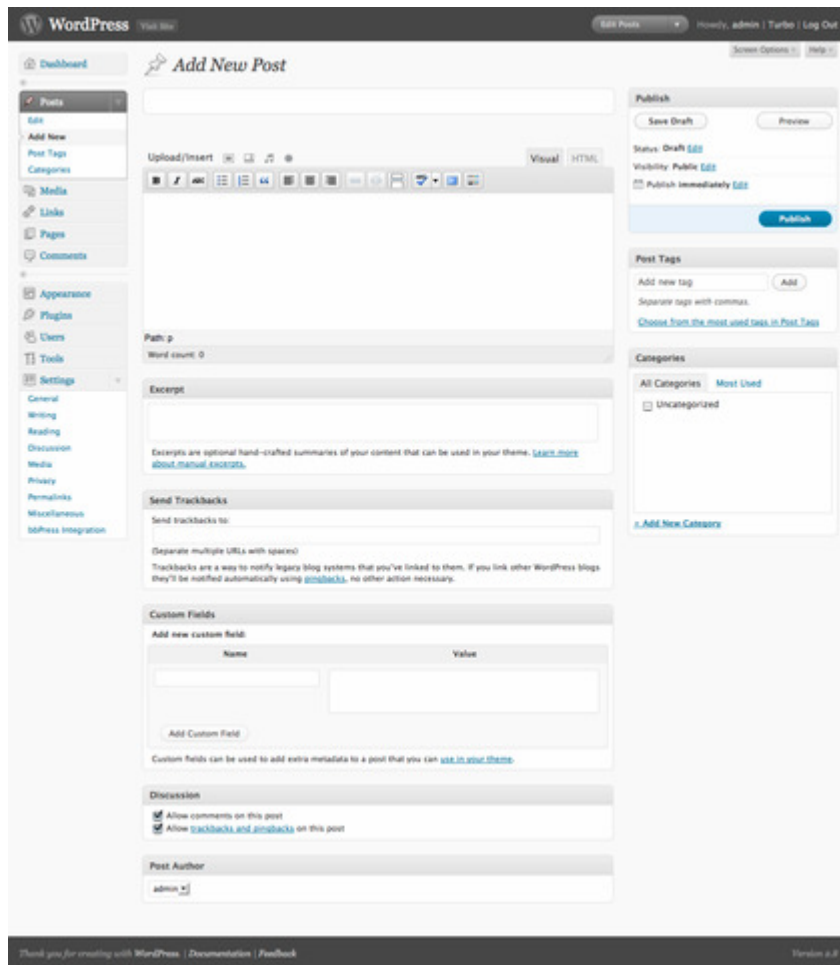 WordPress Visit Site
Edit Posts
Howdy, admin | Turbo | Log Out
Screen Options
Help
Dashboard
Posts
Edit
Add New
Post Tags
Categories
Media
Links
Pages
Comments
Appearance
Plugins
Users
Tools
Settings
General
Writing
Reading
Discussion
Media
Privacy
Permalinks
Miscellaneous
bbPress Integration
Add New Post
Upload/Insert
Visual HTML
B I ABC
Path: p
Word count: 0
Excerpt
Excerpts are optional hand-crafted summaries of your content that can be used in your theme. Learn more
about manual excerpts.
Send Trackbacks
Send trackbacks to:
(Separate multiple URLs with spaces)
Trackbacks are a way to notify legacy blog systems that you've linked to them. If you link other WordPress blogs
they'll be notified automatically using pingbacks, no other action necessary.
Custom Fields
Add new custom field:
Name Value
Add Custom Field
Custom fields can be used to add extra metadata to a post that you can use in your theme.
Discussion
Allow comments on this post
Allow trackbacks and pingbacks on this post
Post Author
admin
Publish
Save Draft Preview
Status: Draft Edit
Visibility: Public Edit
Publish immediately Edit
Publish
Post Tags
Add new tag Add
Separate tags with commas.
Choose from the most used tags in Post Tags
Categories
All Categories Most Used
Uncategorized
+ Add New Category
Thank you for creating with WordPress. | Documentation | Feedback
Version 2.8